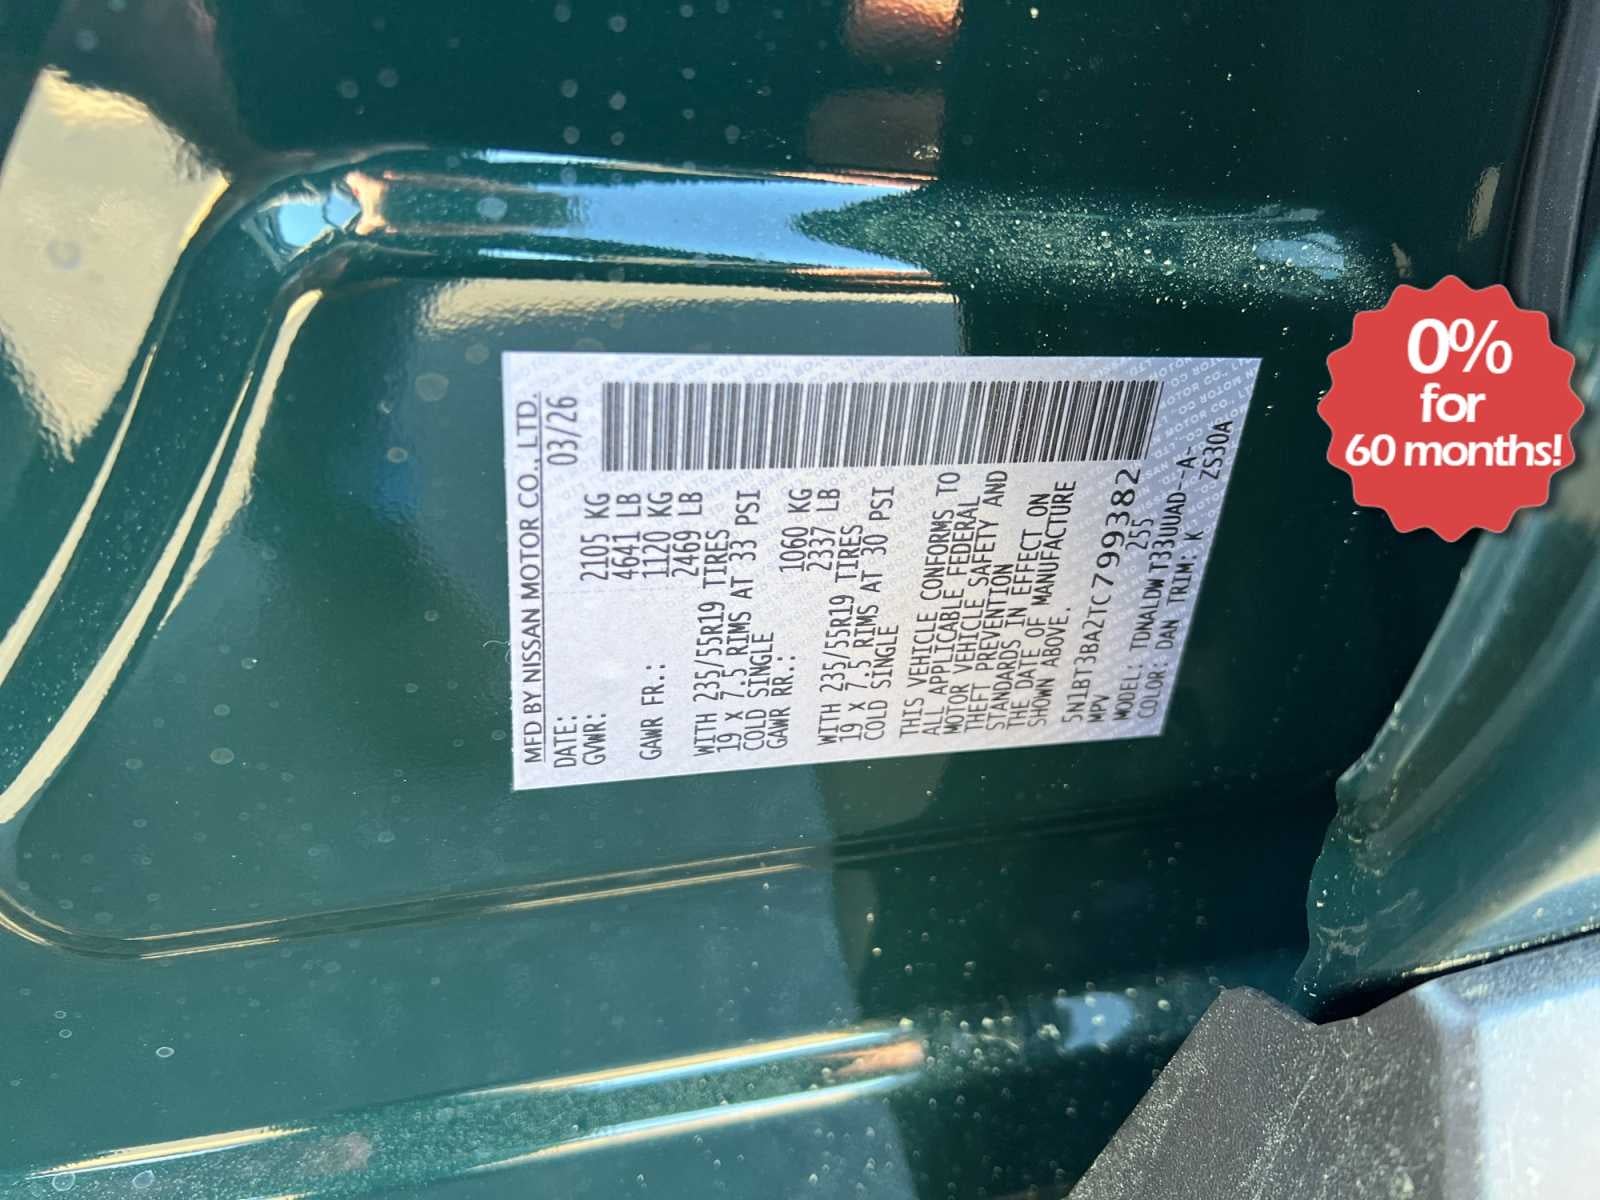 MFD BY NISSAN MOTOR CO., LTD.
DATE: 03/26
GVWR: 2105 KG
4641 LB
GAWR FR.: 1120 KG
2469 LB
WITH 235/55R19 TIRES
19 X 7.5 RIMS AT 33 PSI
COLD SINGLE
GAWR RR.: 1060 KG
2337 LB
WITH 235/55R19 TIRES
19 X 7.5 RIMS AT 30 PSI
COLD SINGLE
THIS VEHICLE CONFORMS TO
ALL APPLICABLE FEDERAL
MOTOR VEHICLE SAFETY AND
THEFT PREVENTION
STANDARDS IN EFFECT ON
THE DATE OF MANUFACTURE
SHOWN ABOVE.
5N1BT3BA2TC799382
MPV 255
MODEL: TDNALDWT33UUAD--A-
COLOR: DAN TRIM: K ZS30A
0%
for
60 months!